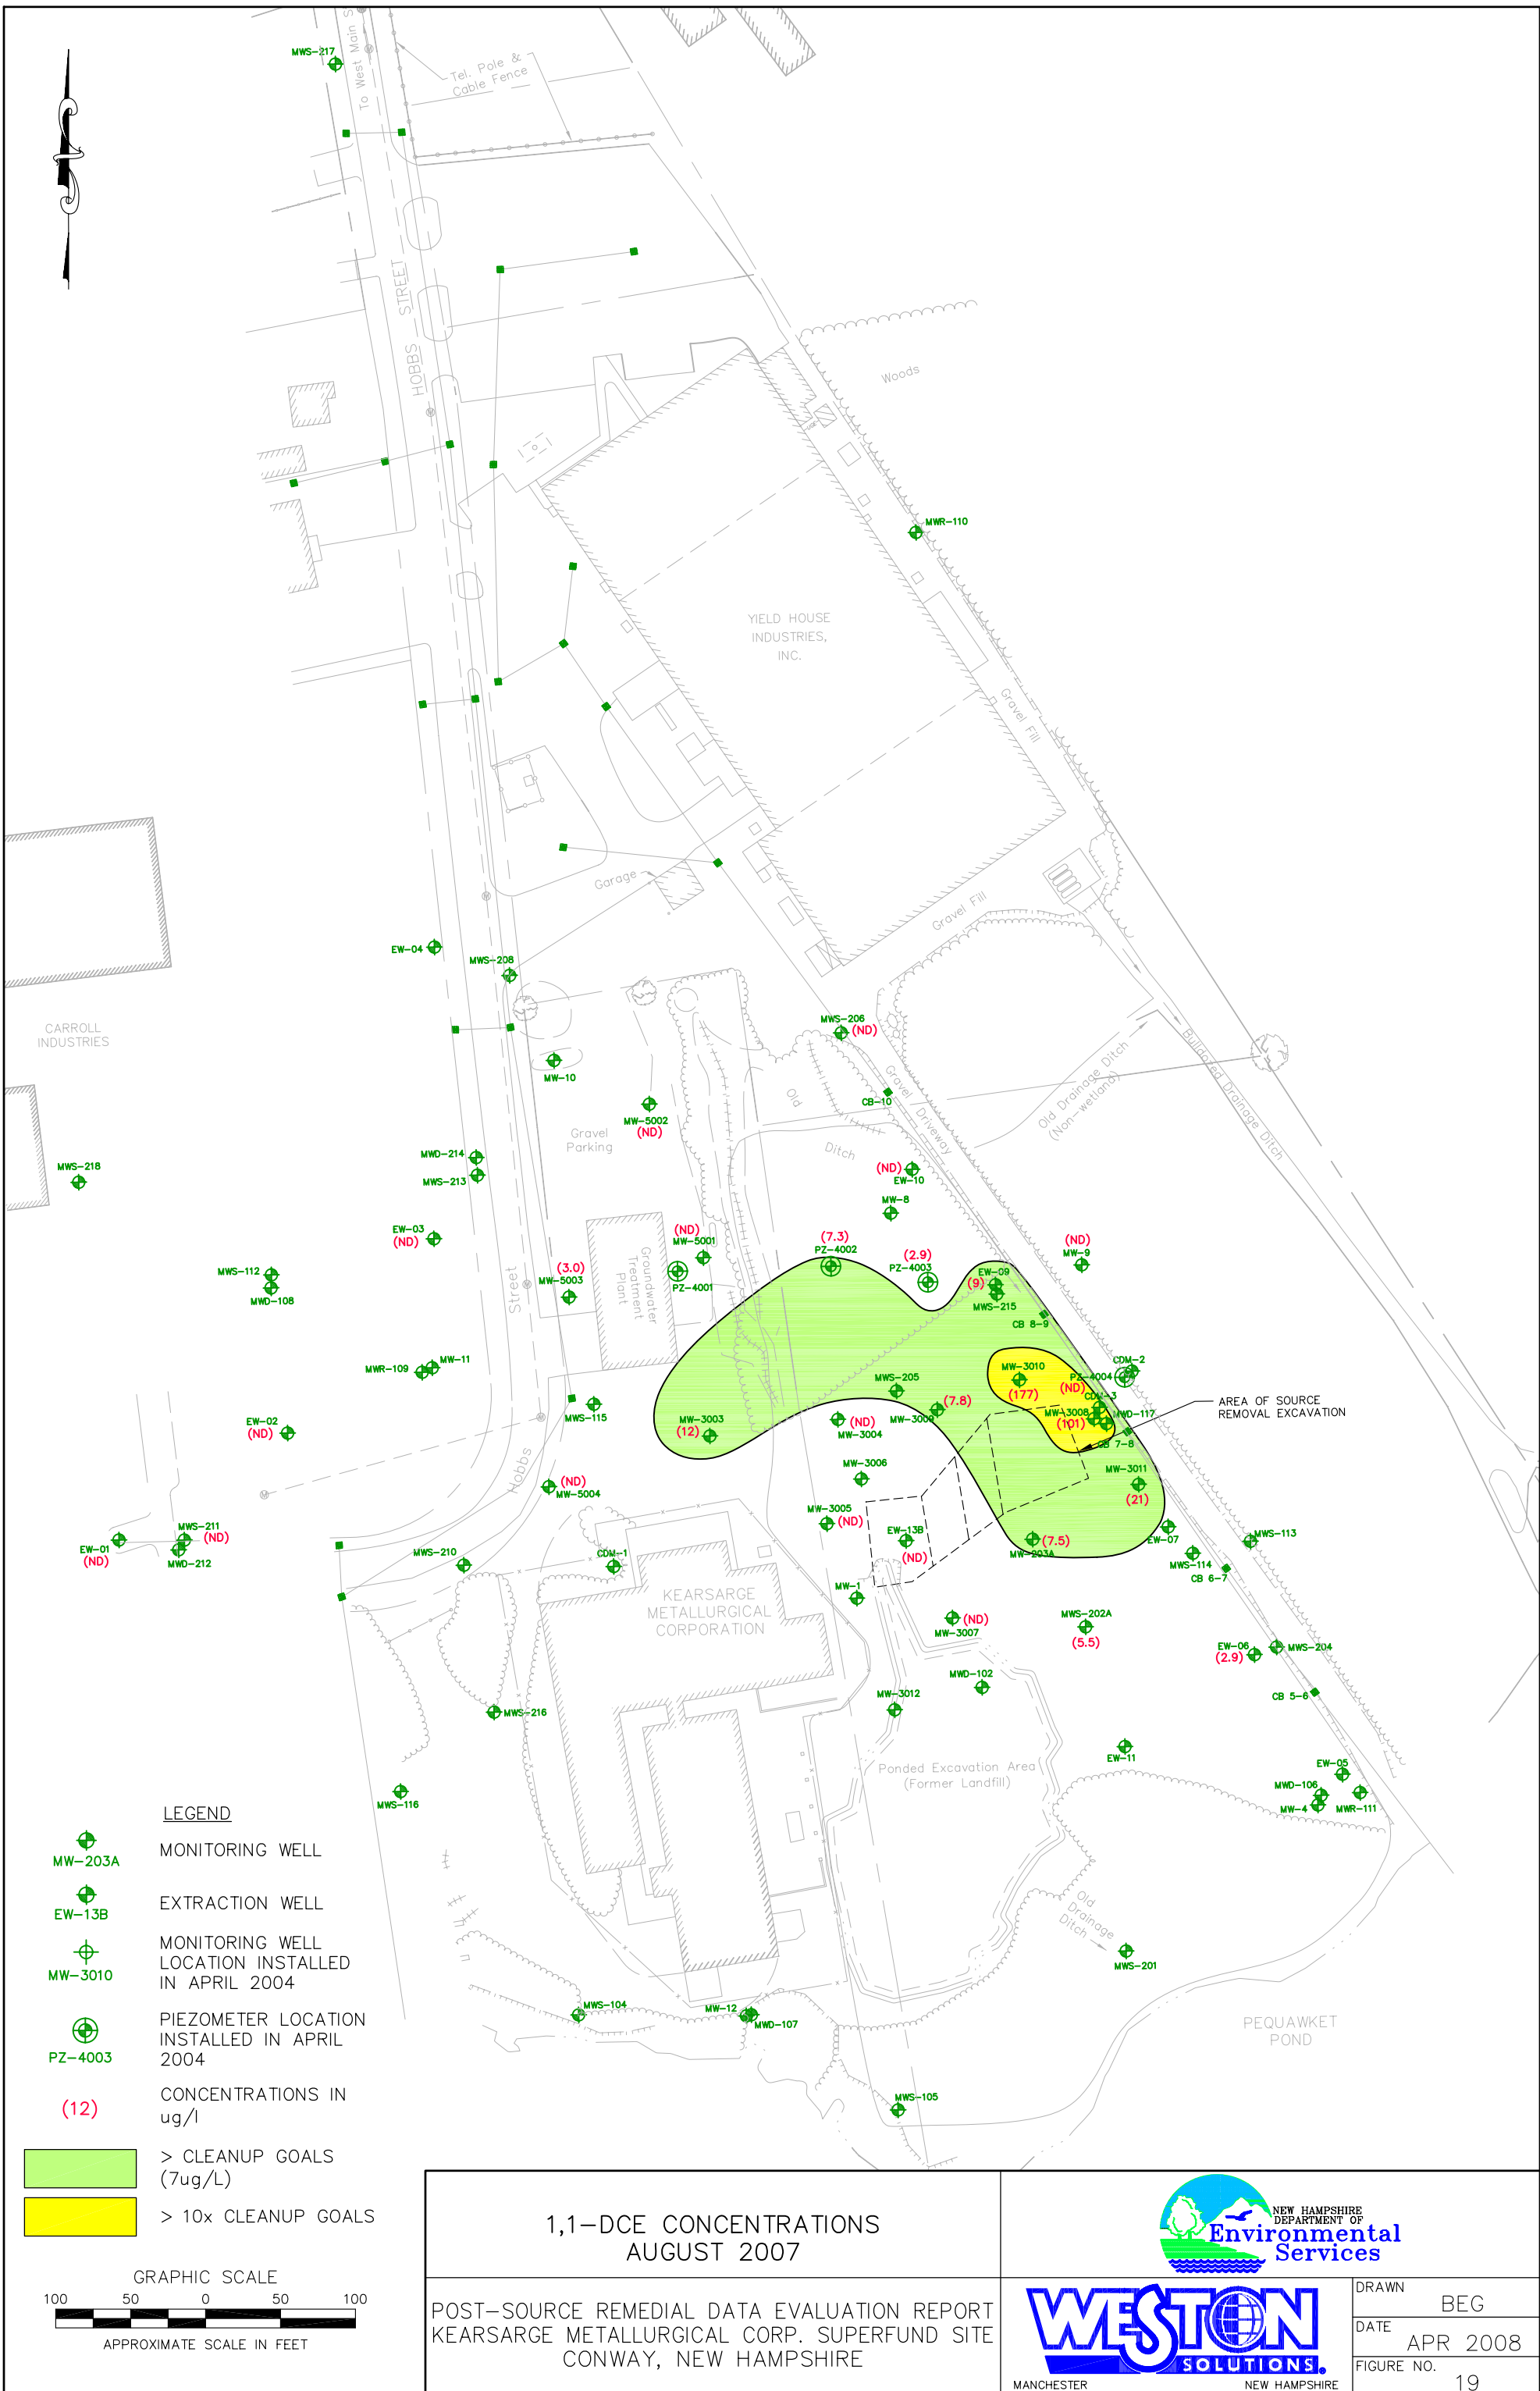 MWS-217
To West Main S
Tel. Pole &
Cable Fence
HOBBS STREET
Woods
MWR-110
YIELD HOUSE
INDUSTRIES,
INC.
Gravel Fill
Garage
Gravel Fill
EW-04
MWS-208
CARROLL
INDUSTRIES
MWS-206
(ND)
MW-10
CB-10
Old
Ditch
Gravel Driveway
Old Drainage Ditch
(Non-wetland)
Bulldozed Drainage Ditch
MW-5002
(ND)
Gravel
Parking
MWD-214
MWS-213
MWS-218
(ND)
EW-10
MW-8
EW-03
(ND)
(ND)
MW-5001
(7.3)
PZ-4002
(2.9)
PZ-4003
(ND)
MW-9
MWS-112
MWD-108
(3.0)
MW-5003
Groundwater
Treatment
Plant
PZ-4001
EW-09
(9)
MWS-215
CB 8-9
Street
MWR-109
MW-11
MWS-205
MW-3010
(177)
CDM-2
PZ-4004
(ND)
CDM-3
AREA OF SOURCE
REMOVAL EXCAVATION
EW-02
(ND)
MWS-115
MW-3003
(12)
(ND)
MW-3004
(7.8)
MW-3009
MW-3008
(101)
MWD-117
CB 7-8
Hobbs
(ND)
MW-5004
MW-3006
MW-3011
(21)
EW-01
(ND)
MWS-211
(ND)
MWD-212
MW-3005
(ND)
EW-13B
(ND)
(7.5)
MW-203A
EW-07
MWS-113
MWS-114
CB 6-7
MWS-210
CDM-1
KEARSARGE
METALLURGICAL
CORPORATION
MW-1
(ND)
MW-3007
MWS-202A
(5.5)
EW-06
(2.9)
MWS-204
MWD-102
CB 5-6
MWS-216
MW-3012
EW-11
Ponded Excavation Area
(Former Landfill)
EW-05
MWD-106
MW-4
MWR-111
MWS-116
Old
Drainage
Ditch
MWS-201
MWS-104
MW-12
MWD-107
PEQUAWKET
POND
MWS-105
LEGEND
MW-203A
MONITORING WELL
EW-13B
EXTRACTION WELL
MW-3010
MONITORING WELL
LOCATION INSTALLED
IN APRIL 2004
PZ-4003
PIEZOMETER LOCATION
INSTALLED IN APRIL
2004
(12)
CONCENTRATIONS IN
ug/l
> CLEANUP GOALS
(7ug/L)
> 10x CLEANUP GOALS
GRAPHIC SCALE
100 50 0 50 100
APPROXIMATE SCALE IN FEET
1,1-DCE CONCENTRATIONS
AUGUST 2007
POST-SOURCE REMEDIAL DATA EVALUATION REPORT
KEARSARGE METALLURGICAL CORP. SUPERFUND SITE
CONWAY, NEW HAMPSHIRE
NEW HAMPSHIRE
DEPARTMENT OF
Environmental
Services
WESTON
SOLUTIONS®
MANCHESTER NEW HAMPSHIRE
DRAWN
BEG
DATE
APR 2008
FIGURE NO.
19